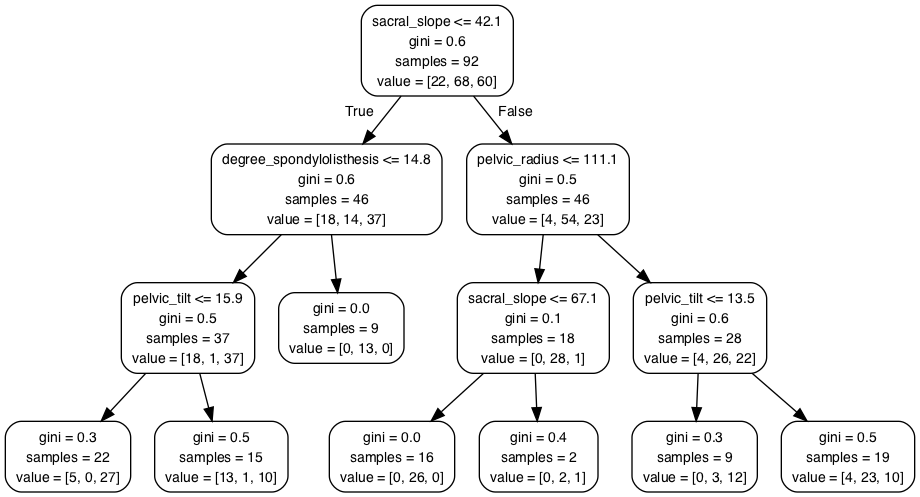 sacral_slope <= 42.1
gini = 0.6
samples = 92
value = [22, 68, 60]
True
False
degree_spondylolisthesis <= 14.8
gini = 0.6
samples = 46
value = [18, 14, 37]
pelvic_radius <= 111.1
gini = 0.5
samples = 46
value = [4, 54, 23]
pelvic_tilt <= 15.9
gini = 0.5
samples = 37
value = [18, 1, 37]
gini = 0.0
samples = 9
value = [0, 13, 0]
sacral_slope <= 67.1
gini = 0.1
samples = 18
value = [0, 28, 1]
pelvic_tilt <= 13.5
gini = 0.6
samples = 28
value = [4, 26, 22]
gini = 0.3
samples = 22
value = [5, 0, 27]
gini = 0.5
samples = 15
value = [13, 1, 10]
gini = 0.0
samples = 16
value = [0, 26, 0]
gini = 0.4
samples = 2
value = [0, 2, 1]
gini = 0.3
samples = 9
value = [0, 3, 12]
gini = 0.5
samples = 19
value = [4, 23, 10]